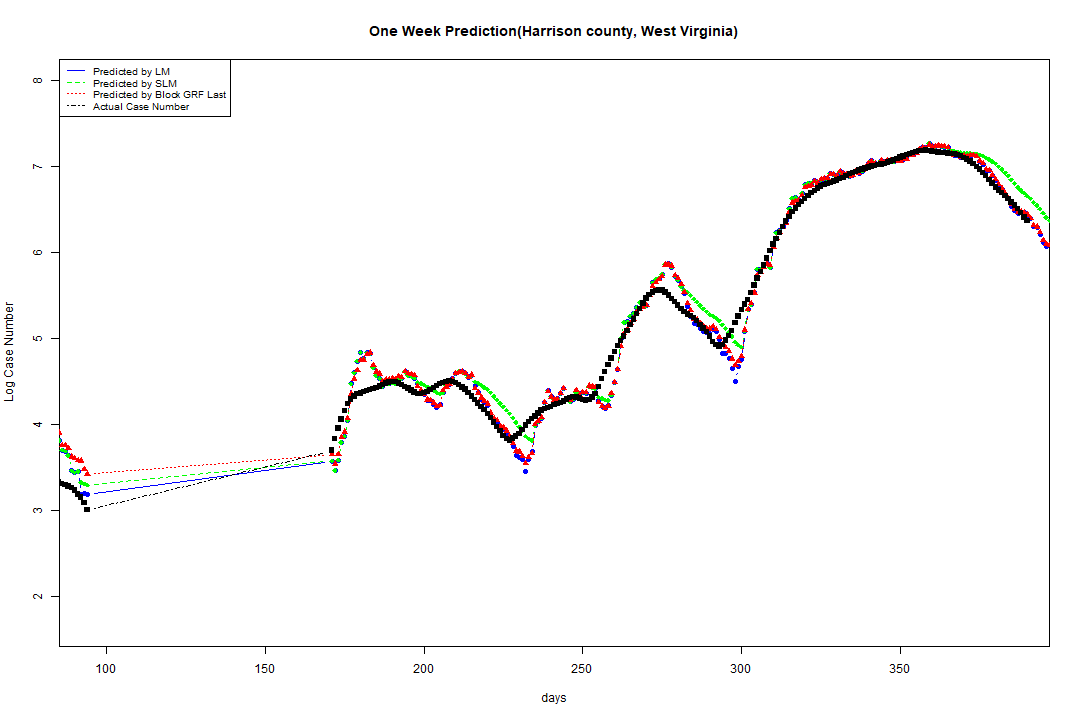 One Week Prediction(Harrison county, West Virginia)
Predicted by LM
Predicted by SLM
Predicted by Block GRF Last
Actual Case Number
Log Case Number
8
7
6
5
4
3
2
100 150 200 250 300 350
days